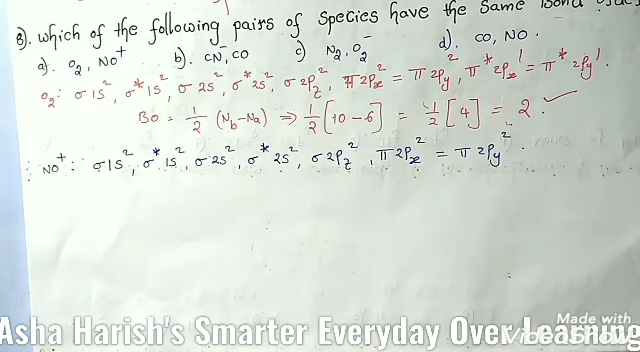 8). which of the following pairs of species have the same Bond
a). O₂, NO⁺ b). CN⁻, CO c) N₂, O₂⁻ d). CO, NO.
O₂: σ1s², σ*1s², σ2s², σ*2s², σ2Pz², π2Px² = π2Py², π*2Px¹ = π*2Py¹.
BO = 1/2 (Nb-Na) ⇒ 1/2 [10-6] = 1/2 [4] = 2 ✓
NO⁺: σ1s², σ*1s², σ2s², σ*2s², σ2Pz², π2Px² = π2Py².
Made with
VideoShow
Asha Harish's Smarter Everyday Over Learning